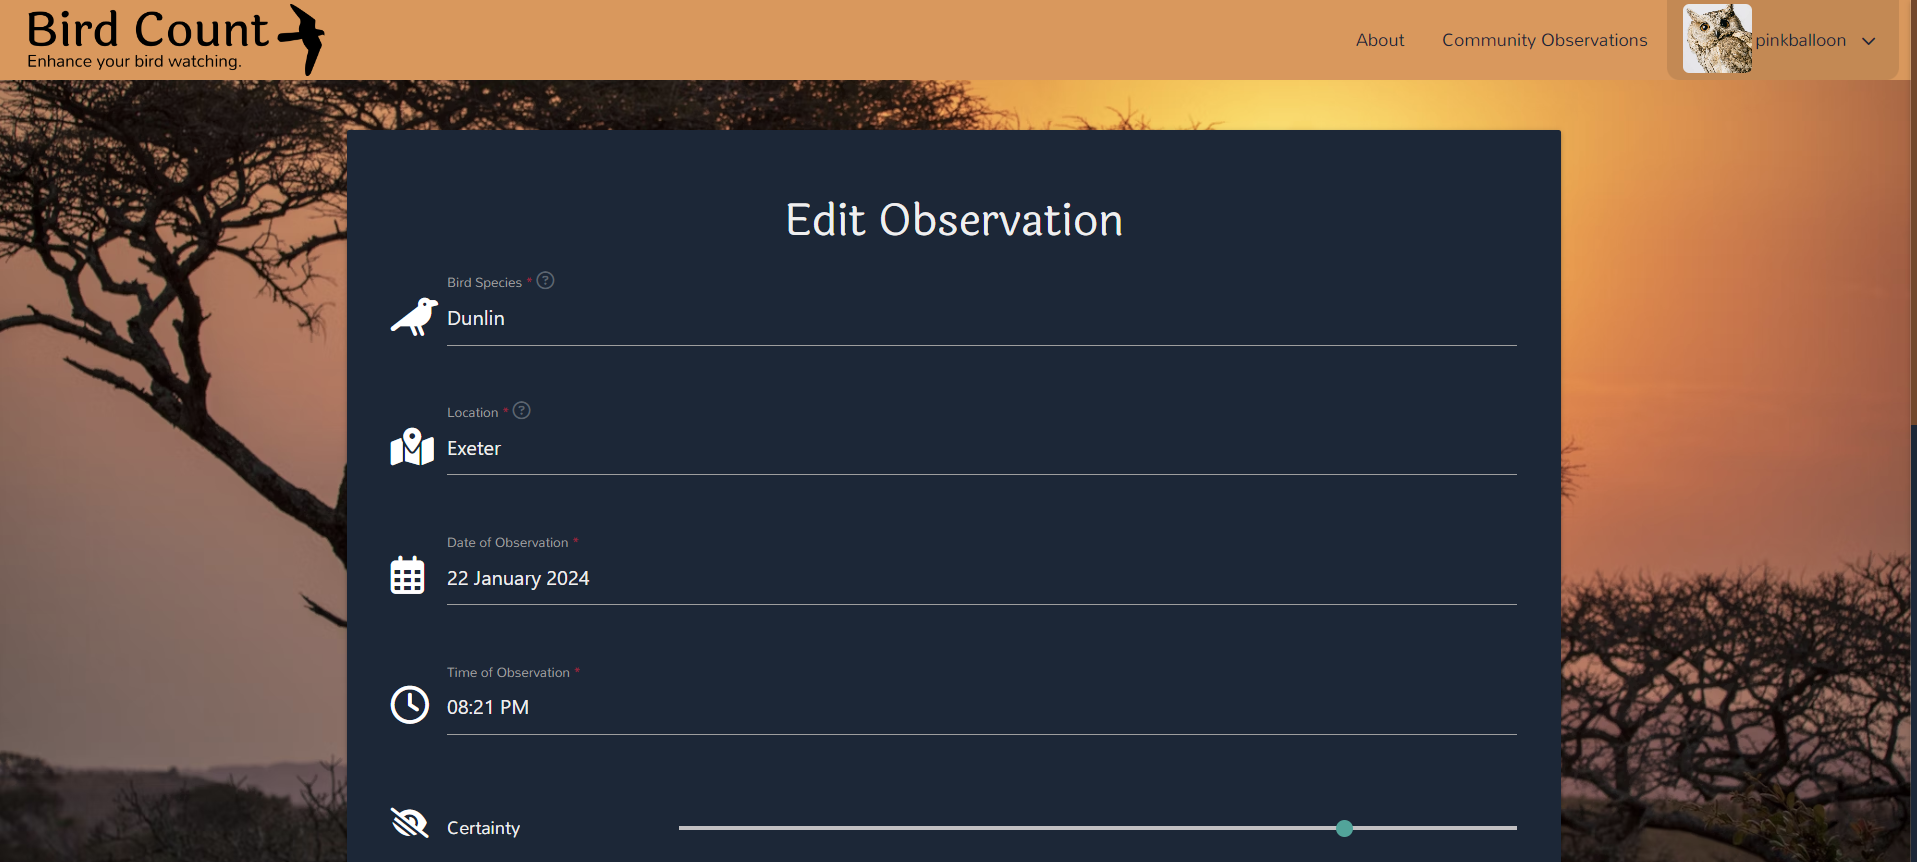 Bird Count
Enhance your bird watching.
About
Community Observations
pinkballoon
Edit Observation
Bird Species * ?
Dunlin
Location * ?
Exeter
Date of Observation *
22 January 2024
Time of Observation *
08:21 PM
Certainty